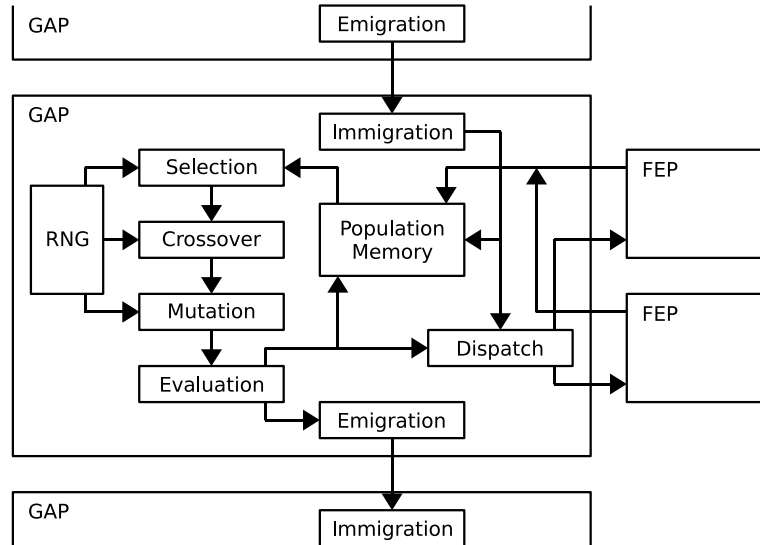 GAP
Emigration
GAP
Immigration
Selection
FEP
RNG
Crossover
Population
Memory
Mutation
FEP
Dispatch
Evaluation
Emigration
GAP
Immigration